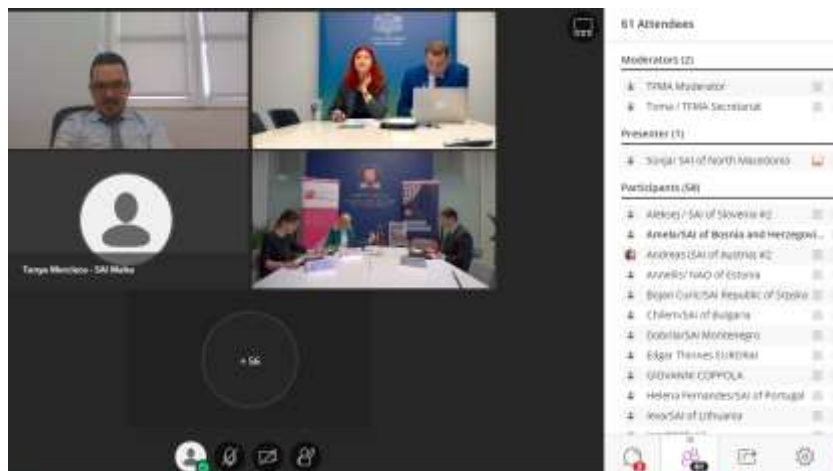 Tanya Mercieca - SAI Malta
+ 56
61 Attendees
Moderators (2)
TFMA Moderator
Toma / TFMA Secretariat
Presenter (1)
Sonja/ SAI of North Macedonia
Participants (58)
Aleksej / SAI of Slovenia #2
Amela/SAI of Bosnia and Herzegovi...
Andreas (SAI of Austria) #2
Annelis/ NAO of Estonia
Bojan Curic/SAI Republic of Srpska
/SAI of Bulgaria
Dobrila/SAI Montenegro
Edgar EURORAI
GIOVANNI COPPOLA
Helena Fernandes/SAI of Portugal
Ieva/SAI of Lithuania